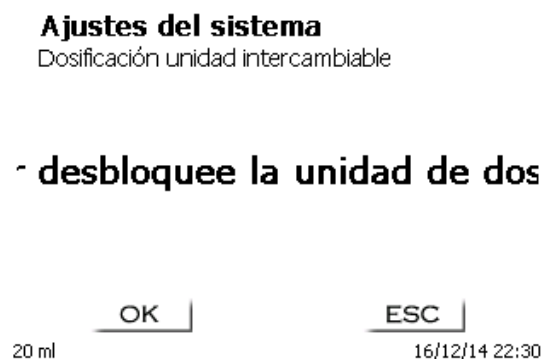 Ajustes del sistema
Dosificación unidad intercambiable
desbloquee la unidad de dos
OK
ESC
20 ml
16/12/14 22:30